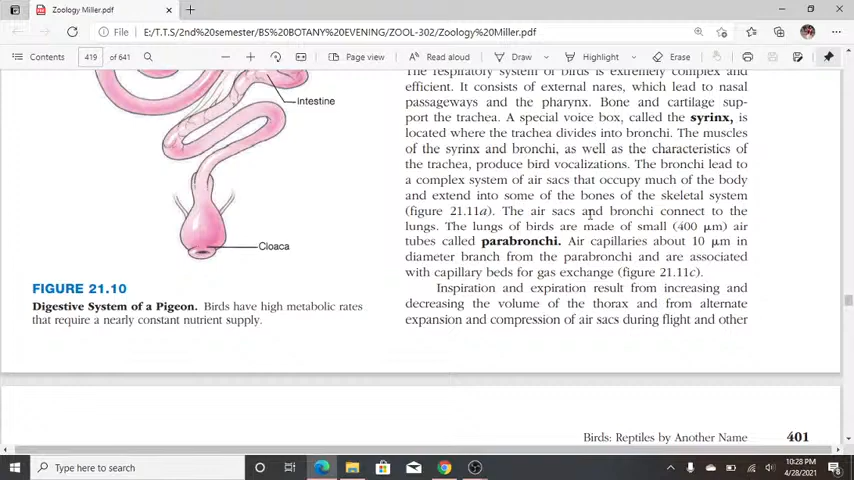 Zoology Miller.pdf
File
E:/T.T.S/2nd%20semester/BS%20BOTANY%20EVENING/ZOOL-302/Zoology%20Miller.pdf
Contents
419
of 641
Page view
Draw
Highlight
Erase
Intestine
Cloaca
FIGURE 21.10
Digestive System of a Pigeon. Birds have high metabolic rates
that require a nearly constant nutrient supply.
The respiratory system of birds is extremely complex and
efficient. It consists of external nares, which lead to nasal
passageways and the pharynx. Bone and cartilage sup-
port the trachea. A special voice box, called the syrinx, is
located where the trachea divides into bronchi. The muscles
of the syrinx and bronchi, as well as the characteristics of
the trachea, produce bird vocalizations. The bronchi lead to
a complex system of air sacs that occupy much of the body
and extend into some of the bones of the skeletal system
(figure 21.11a). The air sacs and bronchi connect to the
lungs. The lungs of birds are made of small (400 μm) air
tubes called parabronchi. Air capillaries about 10 μm in
diameter branch from the parabronchi and are associated
with capillary beds for gas exchange (figure 21.11c).
Inspiration and expiration result from increasing and
decreasing the volume of the thorax and from alternate
expansion and compression of air sacs during flight and other
Birds: Reptiles by Another Name 401
Type here to search
10:28 PM
4/28/2021